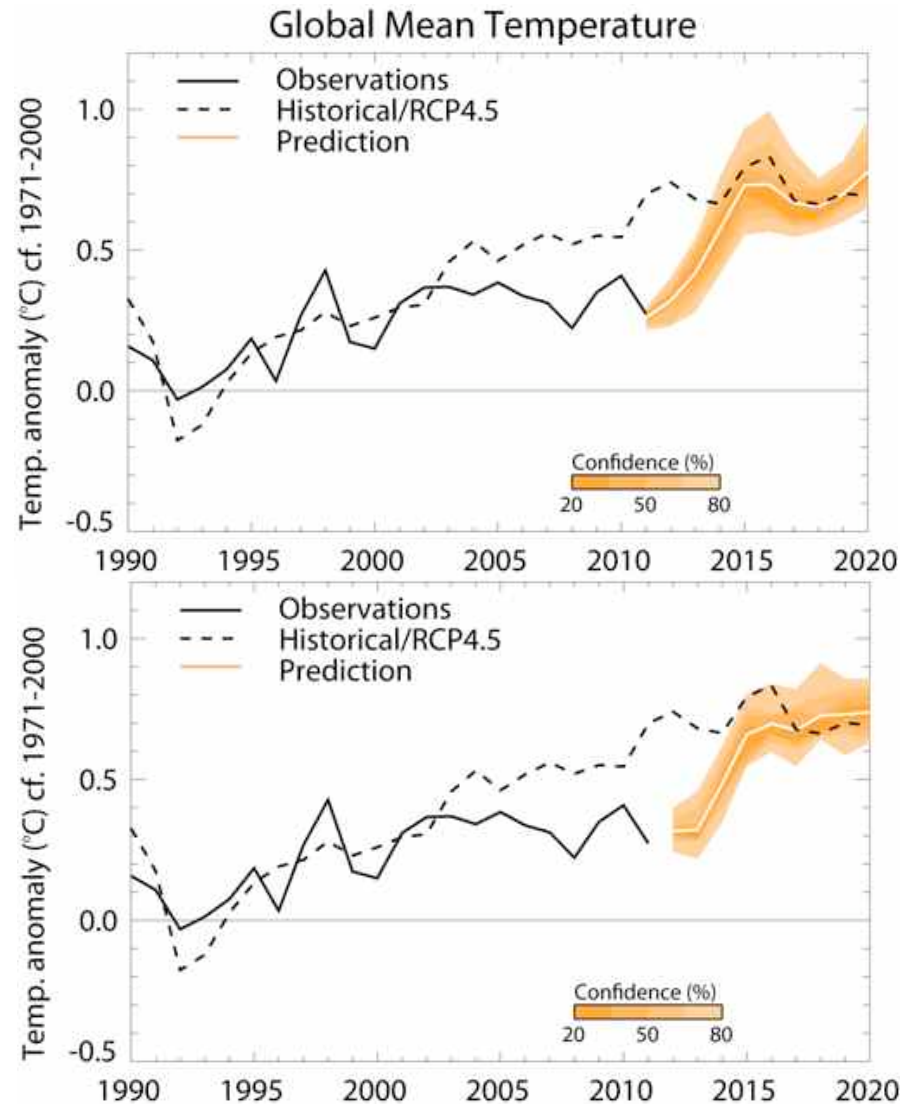 Global Mean Temperature
Observations
Historical/RCP4.5
Prediction
Temp. anomaly (°C) cf. 1971-2000
1.0
0.5
0.0
-0.5
Confidence (%)
20 50 80
1990 1995 2000 2005 2010 2015 2020
Observations
Historical/RCP4.5
Prediction
Temp. anomaly (°C) cf. 1971-2000
1.0
0.5
0.0
-0.5
Confidence (%)
20 50 80
1990 1995 2000 2005 2010 2015 2020